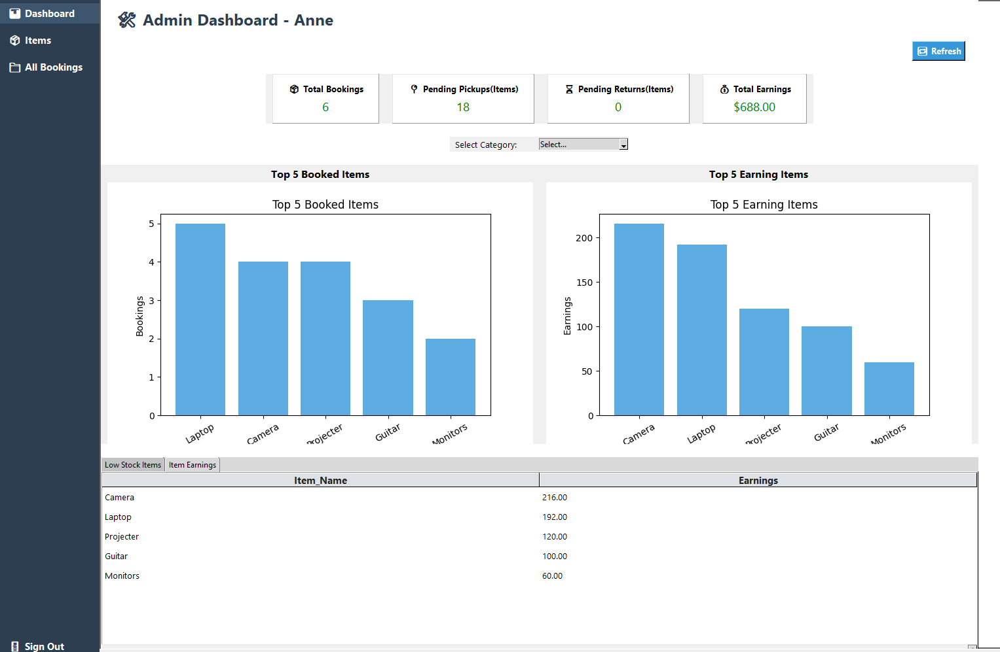 Dashboard
Items
All Bookings
Sign Out
Admin Dashboard - Anne
Refresh
Total Bookings
6
Pending Pickups(Items)
18
Pending Returns(Items)
0
Total Earnings
$688.00
Select Category:
Select...
Top 5 Booked Items
Top 5 Booked Items
Bookings
5
4
3
2
1
0
Laptop
Camera
Projecter
Guitar
Monitors
Top 5 Earning Items
Top 5 Earning Items
Earnings
200
150
100
50
0
Camera
Laptop
Projecter
Guitar
Monitors
Low Stock Items
Item Earnings
Item_Name Earnings
Camera 216.00
Laptop 192.00
Projecter 120.00
Guitar 100.00
Monitors 60.00